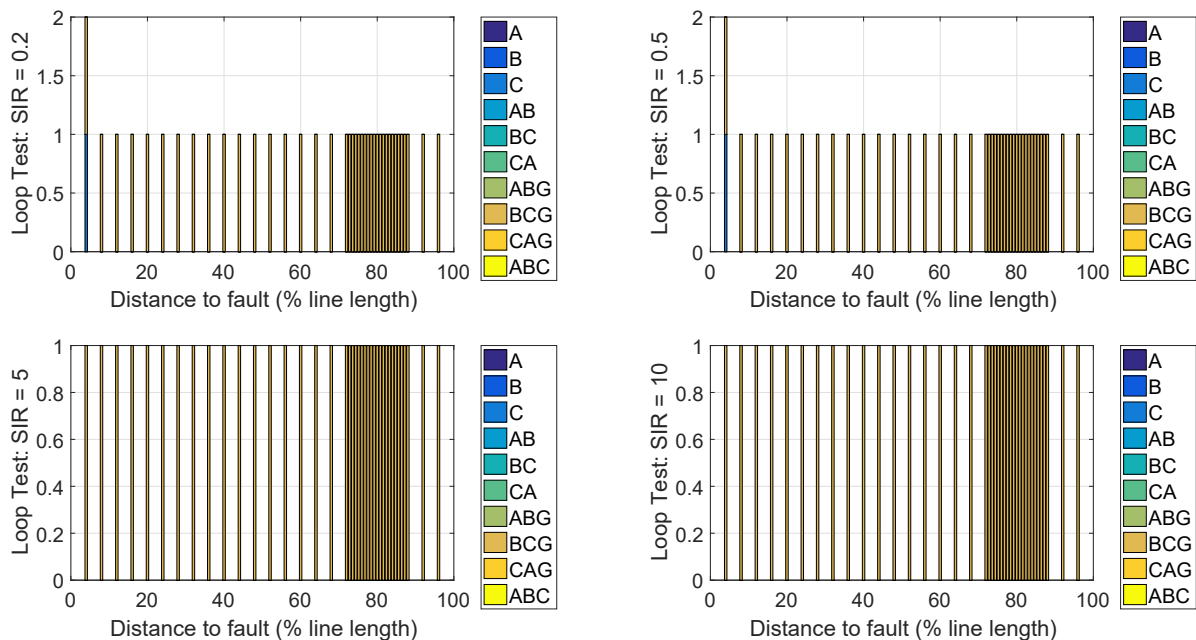 Loop Test: SIR = 0.2
2
1.5
1
0.5
0
0 20 40 60 80 100
Distance to fault (% line length)
A
B
C
AB
BC
CA
ABG
BCG
CAG
ABC
Loop Test: SIR = 0.5
2
1.5
1
0.5
0
0 20 40 60 80 100
Distance to fault (% line length)
A
B
C
AB
BC
CA
ABG
BCG
CAG
ABC
Loop Test: SIR = 5
1
0.8
0.6
0.4
0.2
0
0 20 40 60 80 100
Distance to fault (% line length)
A
B
C
AB
BC
CA
ABG
BCG
CAG
ABC
Loop Test: SIR = 10
1
0.8
0.6
0.4
0.2
0
0 20 40 60 80 100
Distance to fault (% line length)
A
B
C
AB
BC
CA
ABG
BCG
CAG
ABC